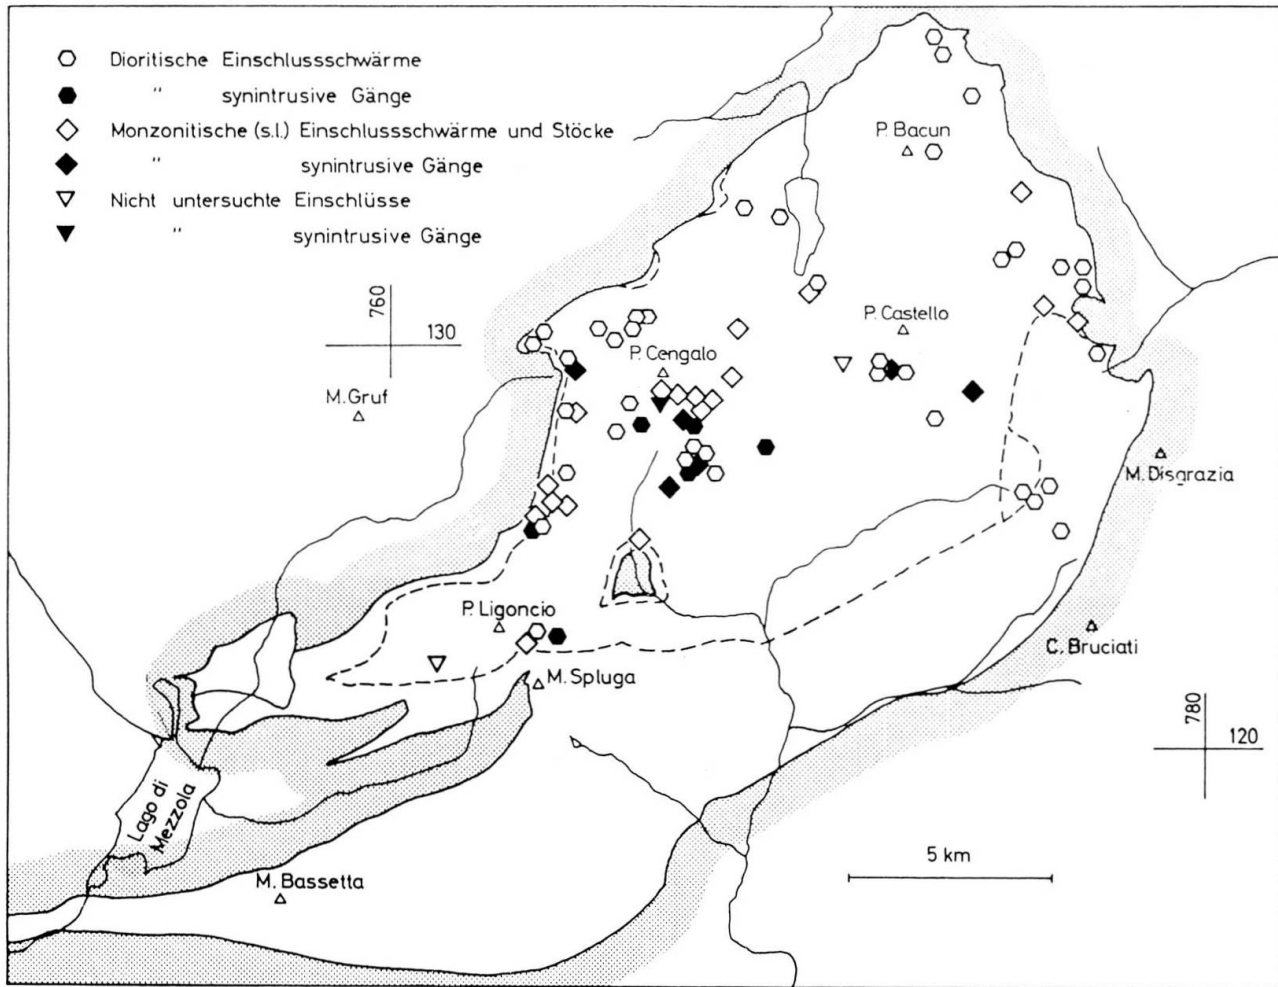 Dioritische Einschlussschwärme
" synintrusive Gänge
Monzonitische (s.l.) Einschlussschwärme und Stöcke
" synintrusive Gänge
Nicht untersuchte Einschlüsse
" synintrusive Gänge
P. Bacun
760
130
P. Castello
P. Cengalo
M. Gruf
M. Disgrazia
P. Ligoncio
C. Bruciati
M. Spluga
780
120
Lago di
Mezzola
5 km
M. Bassetta